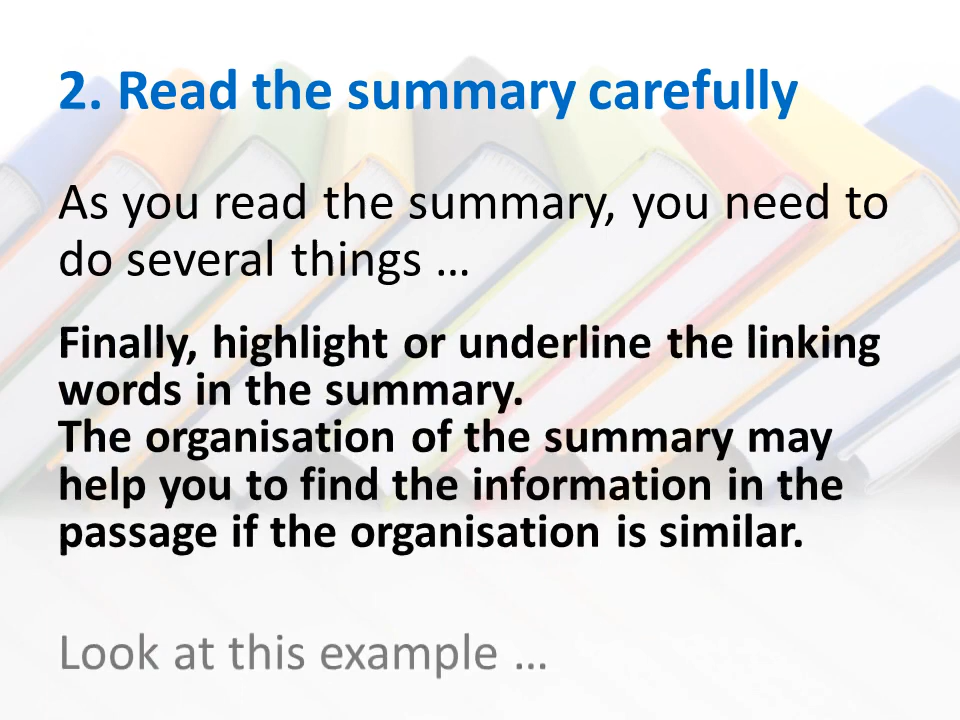 2. Read the summary carefully
As you read the summary, you need to
do several things …
Finally, highlight or underline the linking
words in the summary.
The organisation of the summary may
help you to find the information in the
passage if the organisation is similar.
Look at this example …